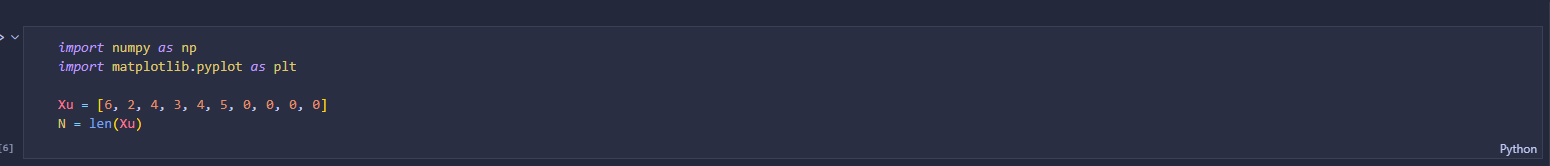 import numpy as np
import matplotlib.pyplot as plt
Xu = [6, 2, 4, 3, 4, 5, 0, 0, 0, 0]
N = len(Xu)
[6]
Python